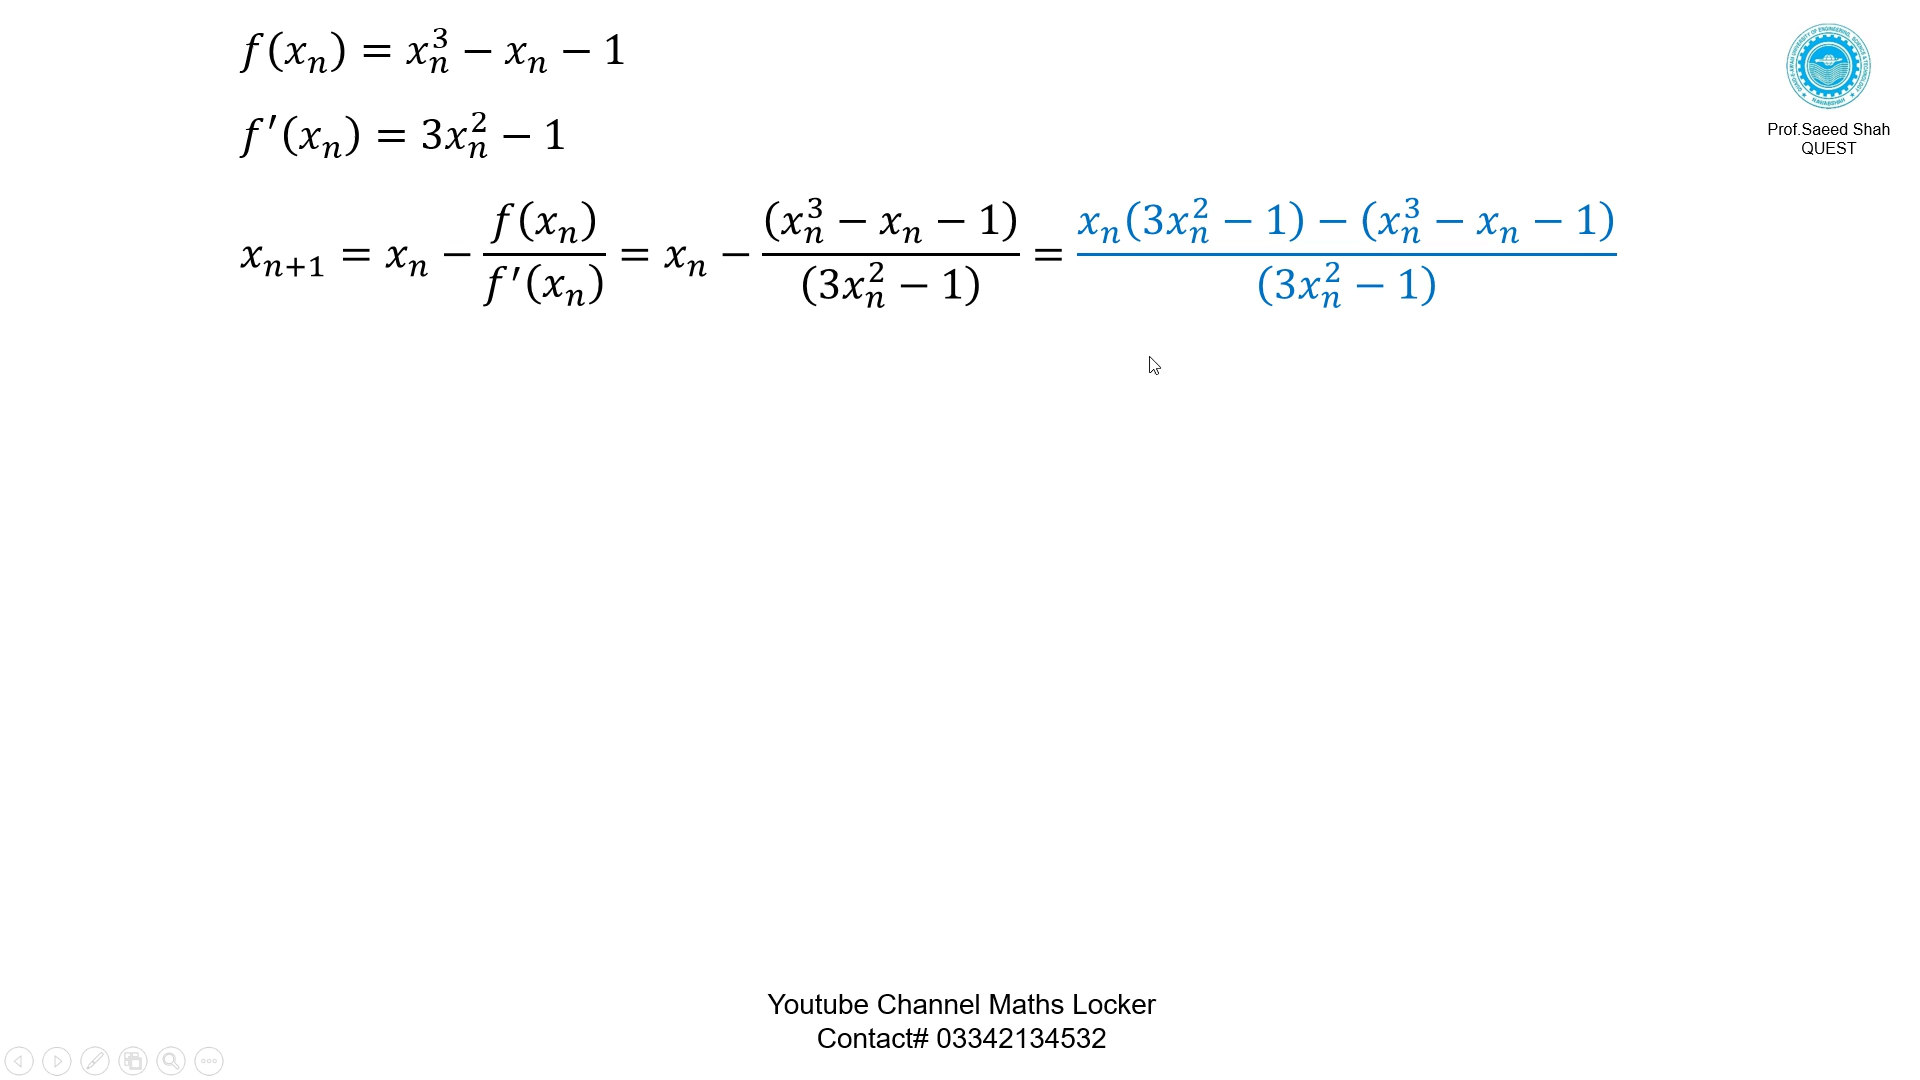 f(xₙ) = xₙ³ − xₙ − 1
f′(xₙ) = 3xₙ² − 1
xₙ₊₁ = xₙ − f(xₙ)/f′(xₙ) = xₙ − (xₙ³ − xₙ − 1)/(3xₙ² − 1) = xₙ(3xₙ² − 1) − (xₙ³ − xₙ − 1)/(3xₙ² − 1)
Prof.Saeed Shah
QUEST
Youtube Channel Maths Locker
Contact# 03342134532